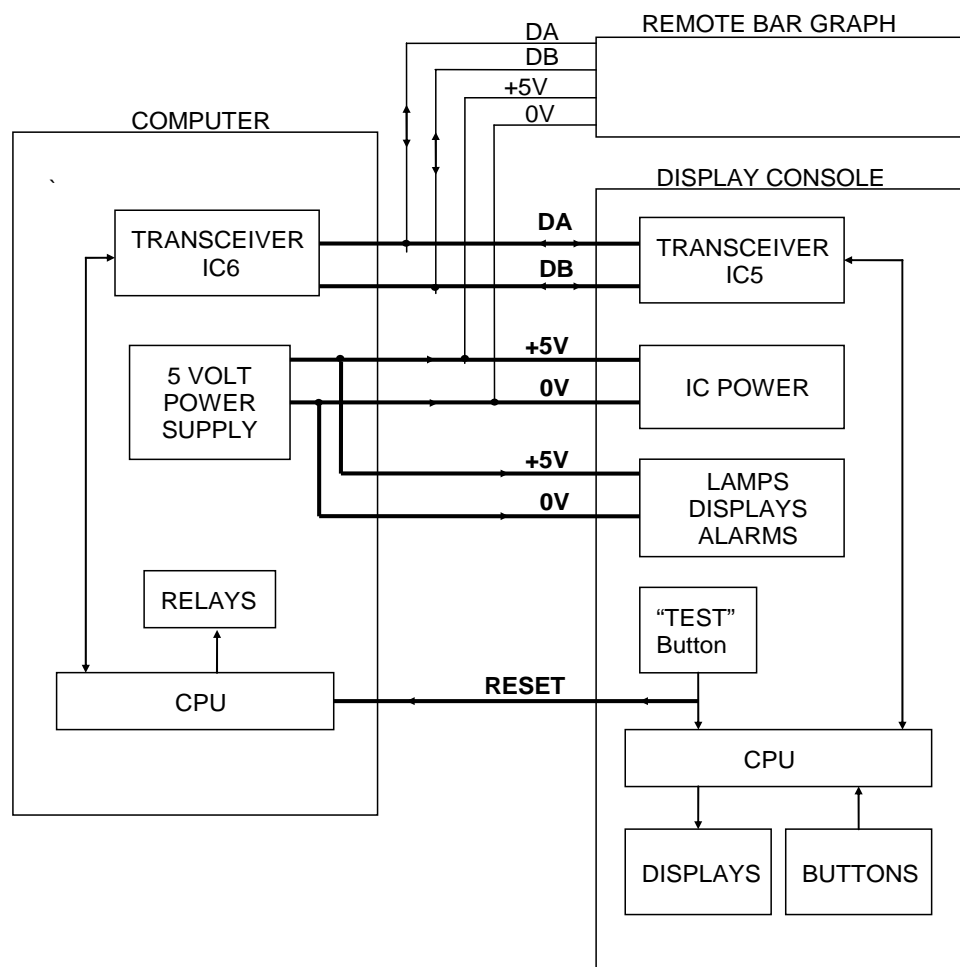 REMOTE BAR GRAPH
DA
DB
+5V
0V
COMPUTER
`
DISPLAY CONSOLE
TRANSCEIVER
IC6
DA
DB
TRANSCEIVER
IC5
5 VOLT
POWER
SUPPLY
+5V
0V
IC POWER
+5V
0V
LAMPS
DISPLAYS
ALARMS
RELAYS
“TEST”
Button
CPU
RESET
CPU
DISPLAYS
BUTTONS